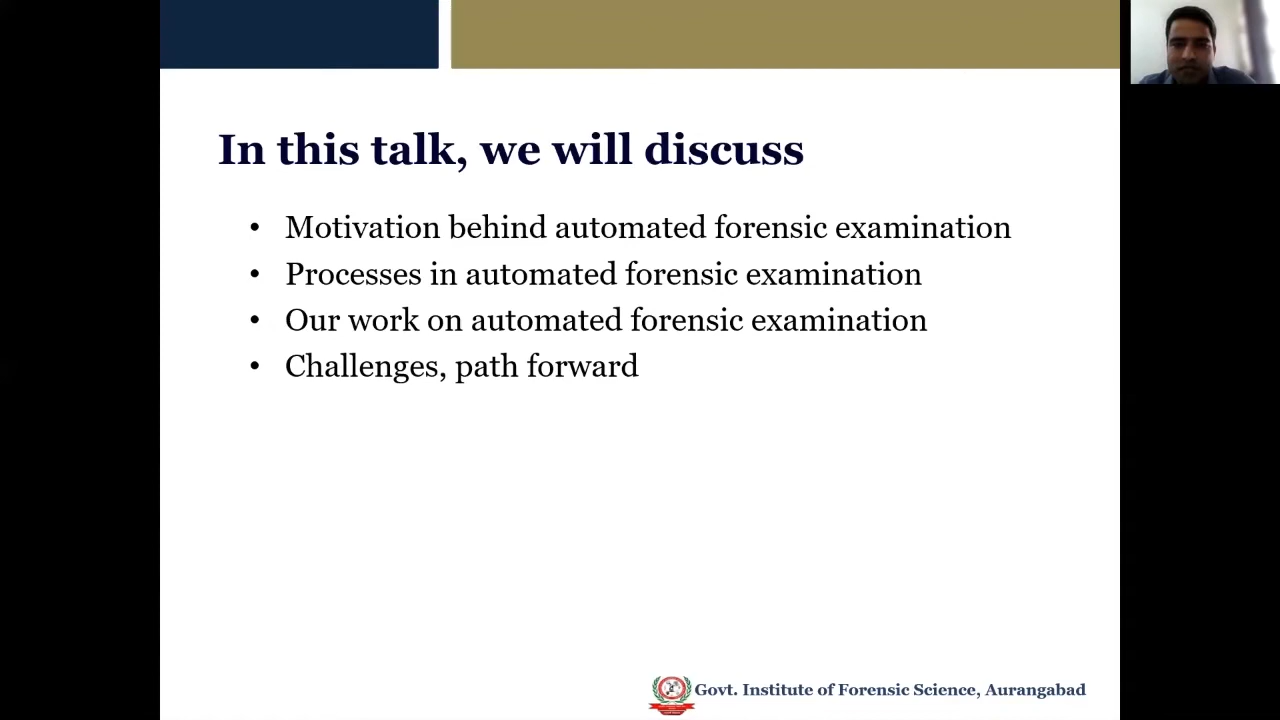 In this talk, we will discuss
• Motivation behind automated forensic examination
• Processes in automated forensic examination
• Our work on automated forensic examination
• Challenges, path forward
Govt. Institute of Forensic Science, Aurangabad